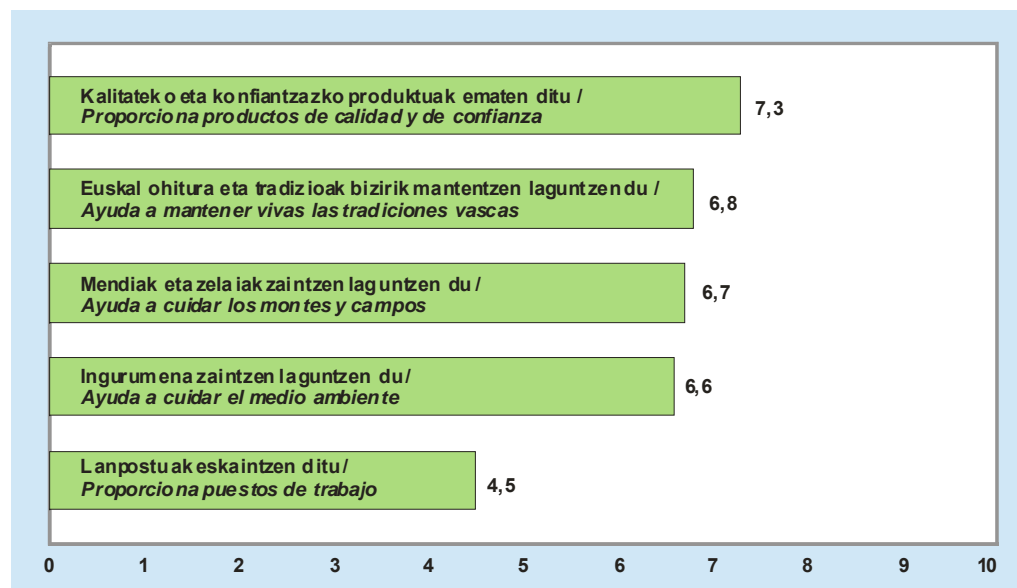 Kalitateko eta konfiantzazko produktuak ematen ditu /
Proporciona productos de calidad y de confianza
7,3
Euskal ohitura eta tradizioak bizirik mantentzen laguntzen du /
Ayuda a mantener vivas las tradiciones vascas
6,8
Mendiak eta zelaiak zaintzen laguntzen du /
Ayuda a cuidar los montes y campos
6,7
Ingurumena zaintzen laguntzen du /
Ayuda a cuidar el medio ambiente
6,6
Lanpostuak eskaintzen ditu /
Proporciona puestos de trabajo
4,5
0 1 2 3 4 5 6 7 8 9 10